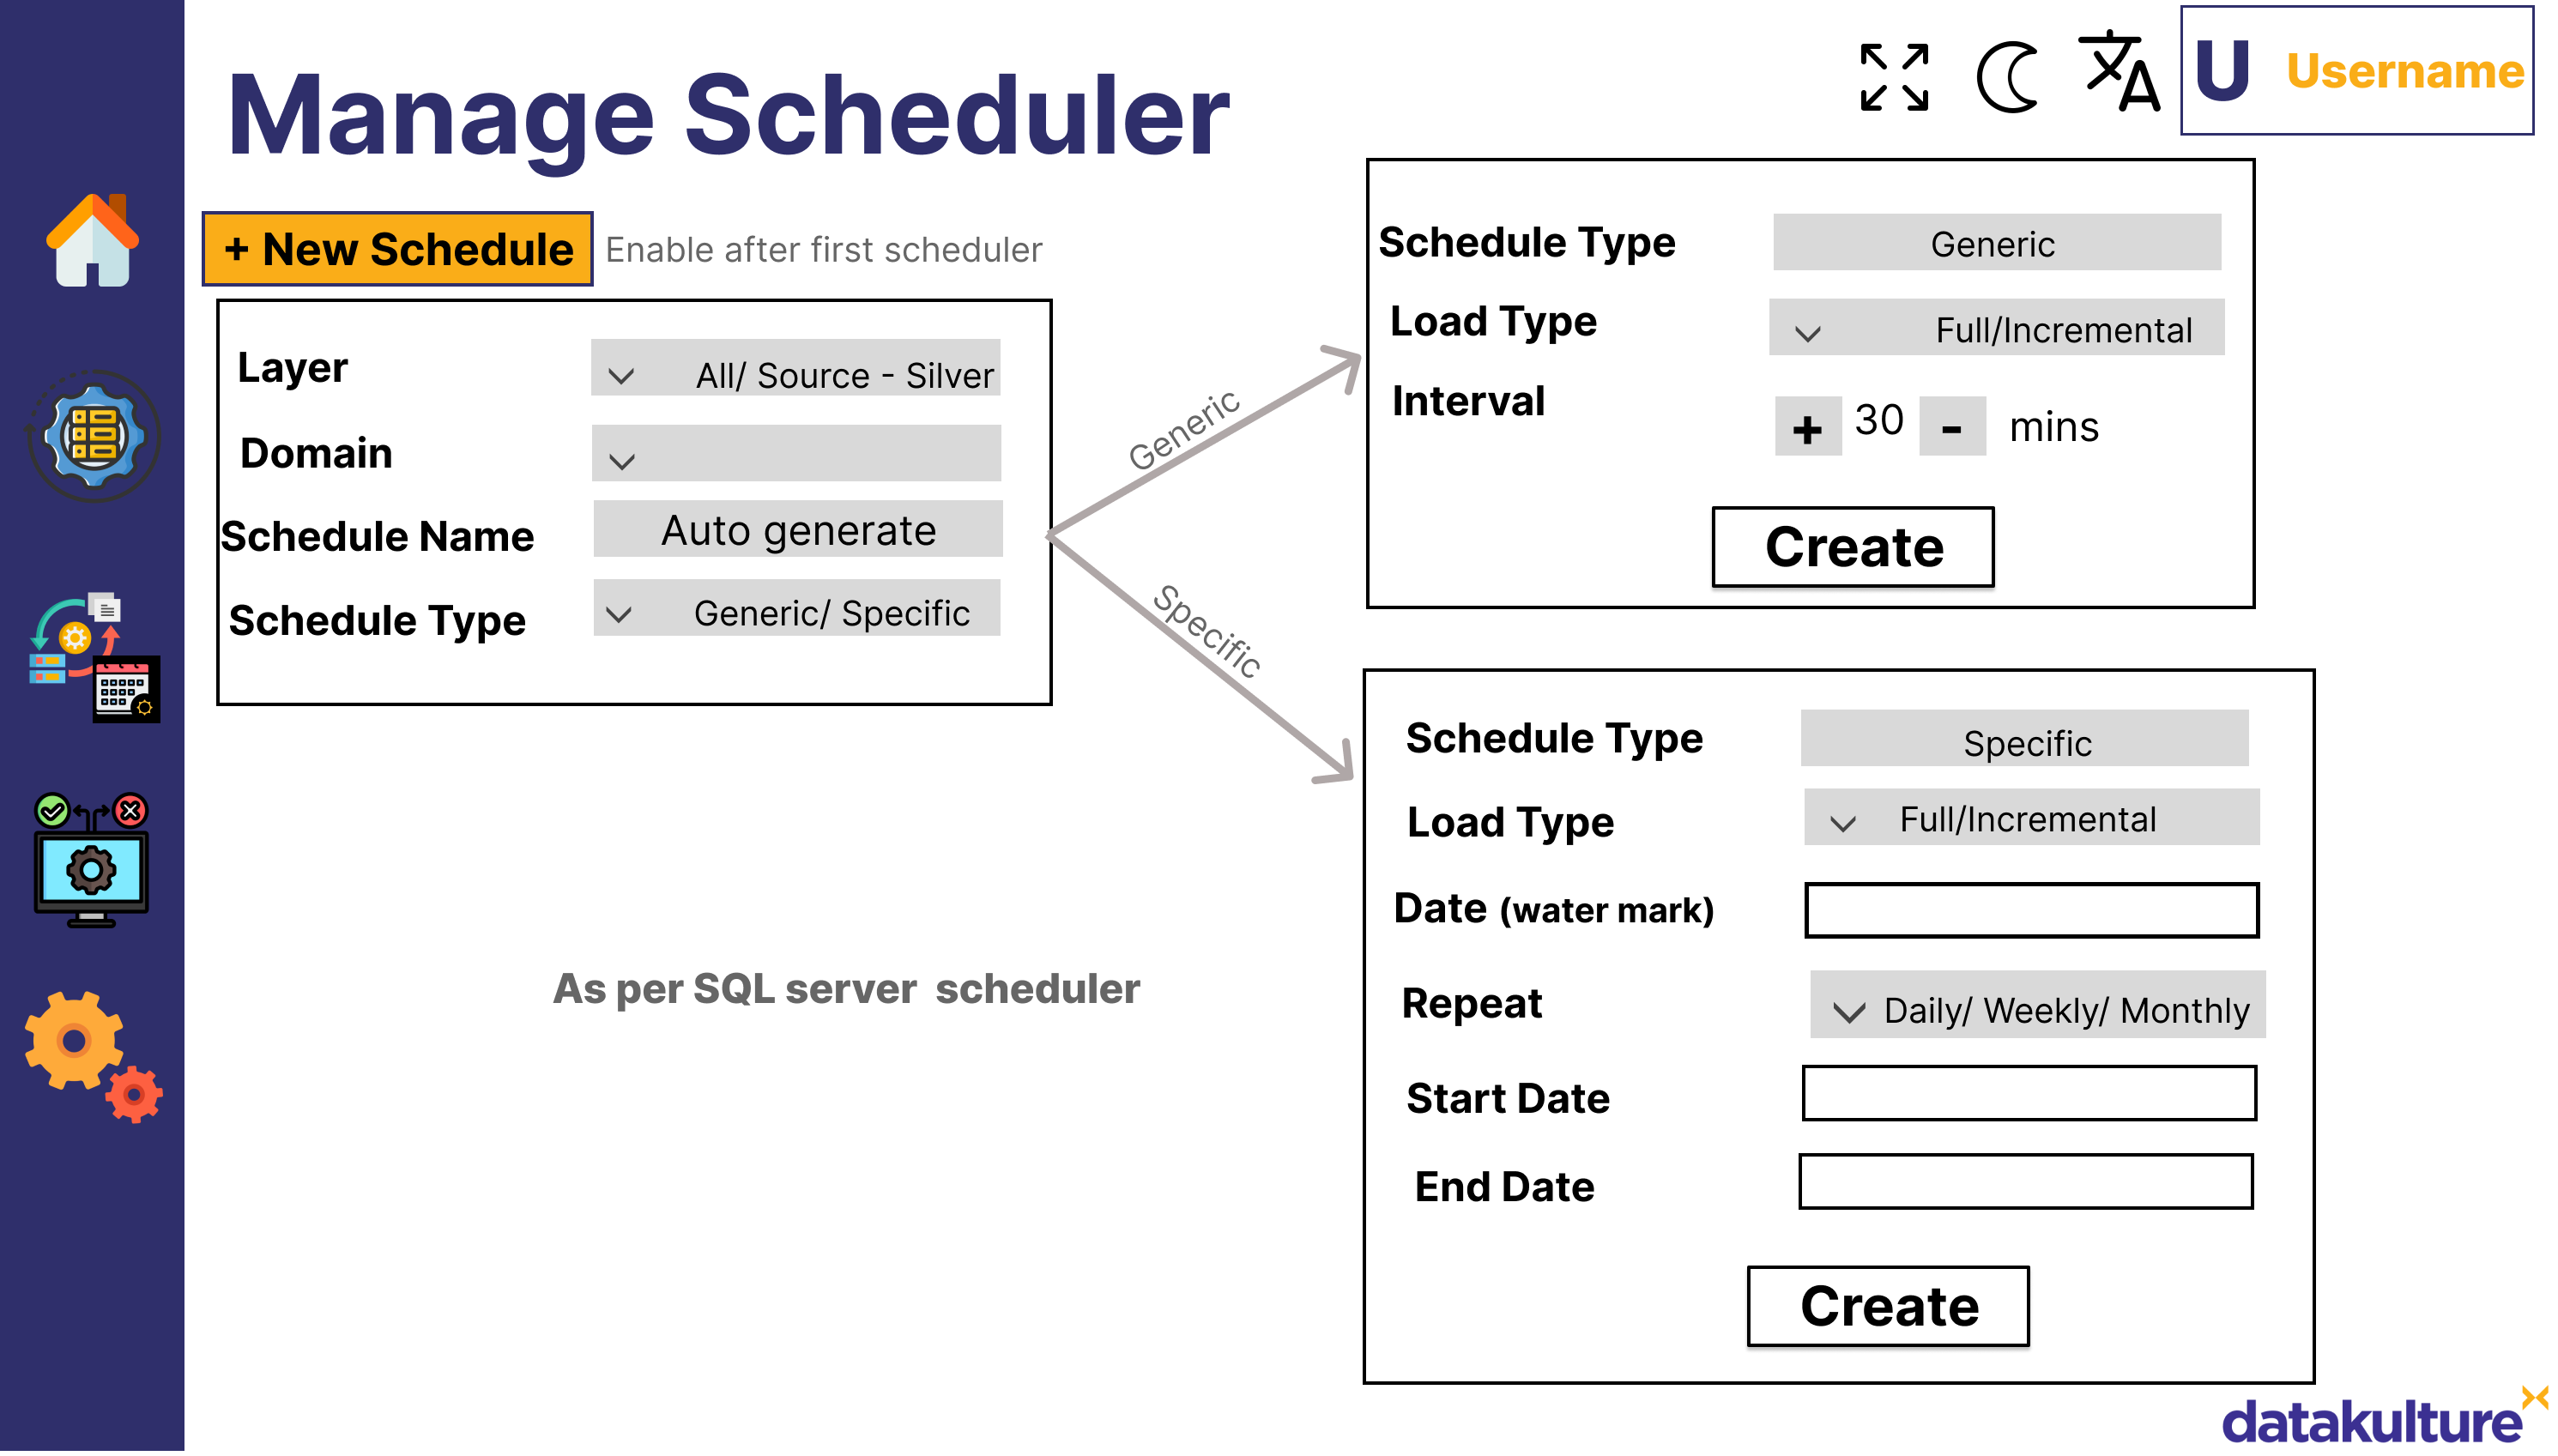 Manage Scheduler
U Username
+ New Schedule Enable after first scheduler
Layer All/ Source - Silver
Domain
Schedule Name Auto generate
Schedule Type Generic/ Specific
Generic
Specific
Schedule Type Generic
Load Type Full/Incremental
Interval + 30 - mins
Create
Schedule Type Specific
Load Type Full/Incremental
Date (water mark)
Repeat Daily/ Weekly/ Monthly
Start Date
End Date
Create
As per SQL server scheduler
datakulture